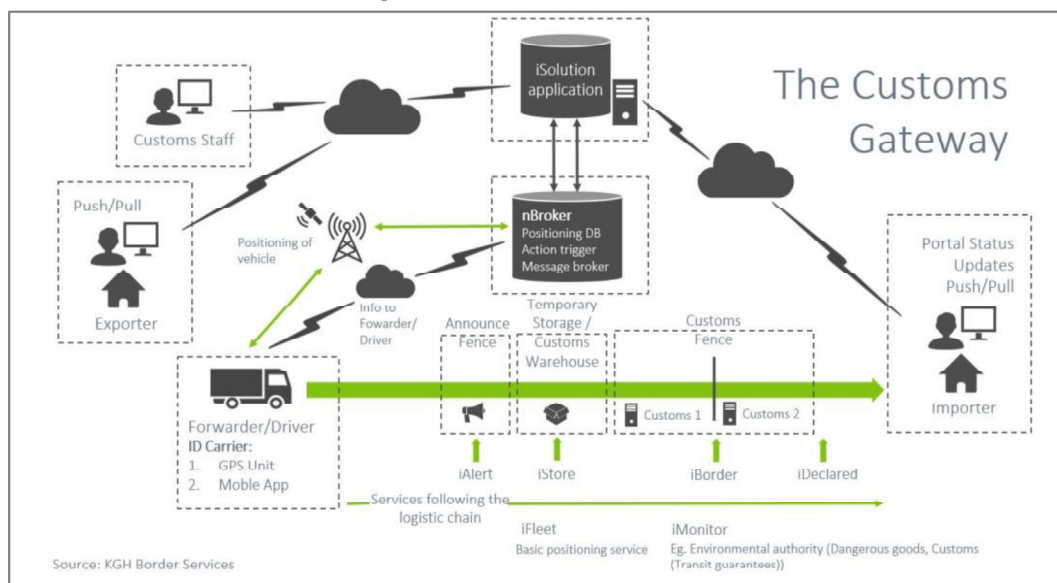 The Customs
Gateway
iSolution
application
Customs Staff
Push/Pull
Exporter
Positioning of
vehicle
nBroker
Positioning DB
Action trigger
Message broker
Info to
Fowarder/
Driver
Portal Status
Updates
Push/Pull
Importer
Announce
Fence
Temporary
Storage /
Customs
Warehouse
Customs
Fence
Customs 1
Customs 2
Forwarder/Driver
ID Carrier:
1. GPS Unit
2. Moble App
iAlert
iStore
iBorder
iDeclared
Services following the
logistic chain
iFleet
Basic positioning service
iMonitor
Eg. Environmental authority (Dangerous goods, Customs
(Transit guarantees))
Source: KGH Border Services